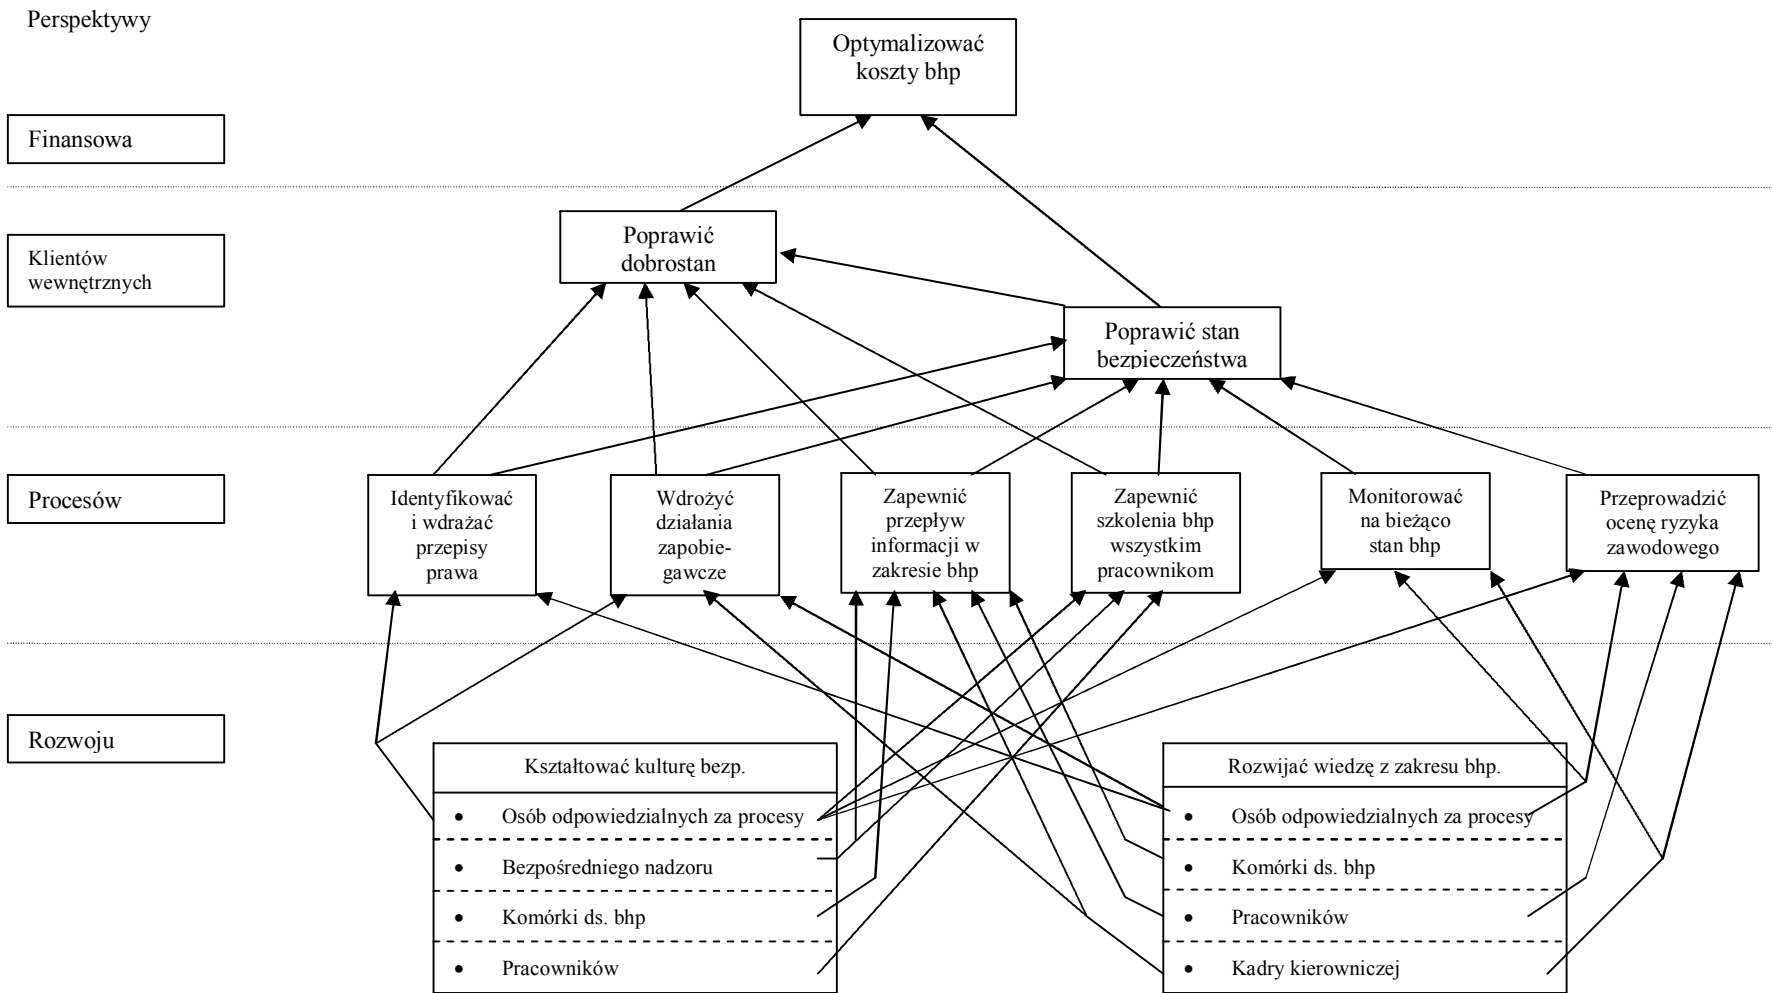 Perspektywy
Optymalizować
koszty bhp
Finansowa
Klientów
wewnętrznych
Poprawić
dobrostan
Poprawić stan
bezpieczeństwa
Procesów
Identyfikować
i wdrażać
przepisy
prawa
Wdrożyć
działania
zapobie-
gawcze
Zapewnić
przepływ
informacji w
zakresie bhp
Zapewnić
szkolenia bhp
wszystkim
pracownikom
Monitorować
na bieżąco
stan bhp
Przeprowadzić
ocenę ryzyka
zawodowego
Rozwoju
Kształtować kulturę bezp.
• Osób odpowiedzialnych za procesy
• Bezpośredniego nadzoru
• Komórki ds. bhp
• Pracowników
Rozwijać wiedzę z zakresu bhp.
• Osób odpowiedzialnych za procesy
• Komórki ds. bhp
• Pracowników
• Kadry kierowniczej